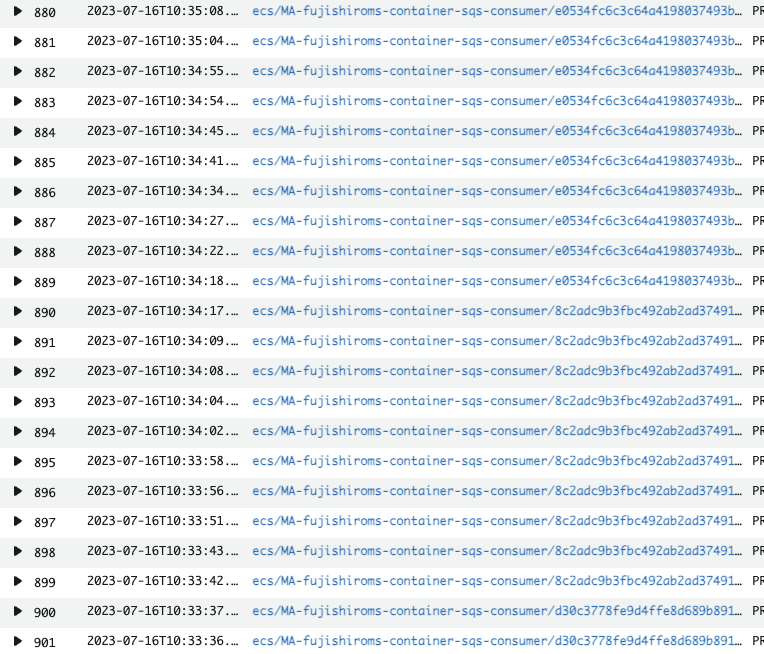 880 2023-07-16T10:35:08.... ecs/MA-fujishiroms-container-sqs-consumer/e0534fc6c3c64a4198037493b… PR
881 2023-07-16T10:35:04.... ecs/MA-fujishiroms-container-sqs-consumer/e0534fc6c3c64a4198037493b… PR
882 2023-07-16T10:34:55.... ecs/MA-fujishiroms-container-sqs-consumer/e0534fc6c3c64a4198037493b… PR
883 2023-07-16T10:34:54.... ecs/MA-fujishiroms-container-sqs-consumer/e0534fc6c3c64a4198037493b… PR
884 2023-07-16T10:34:45.... ecs/MA-fujishiroms-container-sqs-consumer/e0534fc6c3c64a4198037493b… PR
885 2023-07-16T10:34:41.... ecs/MA-fujishiroms-container-sqs-consumer/e0534fc6c3c64a4198037493b… PR
886 2023-07-16T10:34:34.... ecs/MA-fujishiroms-container-sqs-consumer/e0534fc6c3c64a4198037493b… PR
887 2023-07-16T10:34:27.... ecs/MA-fujishiroms-container-sqs-consumer/e0534fc6c3c64a4198037493b… PR
888 2023-07-16T10:34:22.... ecs/MA-fujishiroms-container-sqs-consumer/e0534fc6c3c64a4198037493b… PR
889 2023-07-16T10:34:18.... ecs/MA-fujishiroms-container-sqs-consumer/e0534fc6c3c64a4198037493b… PR
890 2023-07-16T10:34:17.... ecs/MA-fujishiroms-container-sqs-consumer/8c2adc9b3fbc492ab2ad37491… PR
891 2023-07-16T10:34:09.... ecs/MA-fujishiroms-container-sqs-consumer/8c2adc9b3fbc492ab2ad37491… PR
892 2023-07-16T10:34:08.... ecs/MA-fujishiroms-container-sqs-consumer/8c2adc9b3fbc492ab2ad37491… PR
893 2023-07-16T10:34:04.... ecs/MA-fujishiroms-container-sqs-consumer/8c2adc9b3fbc492ab2ad37491… PR
894 2023-07-16T10:34:02.... ecs/MA-fujishiroms-container-sqs-consumer/8c2adc9b3fbc492ab2ad37491… PR
895 2023-07-16T10:33:58.... ecs/MA-fujishiroms-container-sqs-consumer/8c2adc9b3fbc492ab2ad37491… PR
896 2023-07-16T10:33:56.... ecs/MA-fujishiroms-container-sqs-consumer/8c2adc9b3fbc492ab2ad37491… PR
897 2023-07-16T10:33:51.... ecs/MA-fujishiroms-container-sqs-consumer/8c2adc9b3fbc492ab2ad37491… PR
898 2023-07-16T10:33:43.... ecs/MA-fujishiroms-container-sqs-consumer/8c2adc9b3fbc492ab2ad37491… PR
899 2023-07-16T10:33:42.... ecs/MA-fujishiroms-container-sqs-consumer/8c2adc9b3fbc492ab2ad37491… PR
900 2023-07-16T10:33:37.... ecs/MA-fujishiroms-container-sqs-consumer/d30c3778fe9d4ffe8d689b891… PR
901 2023-07-16T10:33:36.... ecs/MA-fujishiroms-container-sqs-consumer/d30c3778fe9d4ffe8d689b891… PR